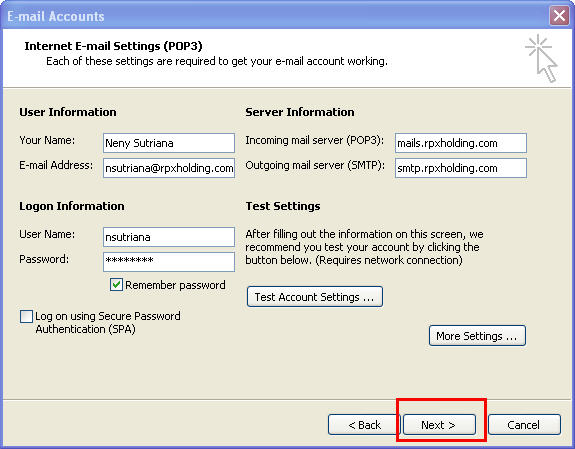 E-mail Accounts
Internet E-mail Settings (POP3)
Each of these settings are required to get your e-mail account working.
User Information
Your Name: Neny Sutriana
E-mail Address: nsutriana@rpxholding.com
Server Information
Incoming mail server (POP3): mails.rpxholding.com
Outgoing mail server (SMTP): smtp.rpxholding.com
Logon Information
User Name: nsutriana
Password: ********
Remember password
Log on using Secure Password
Authentication (SPA)
Test Settings
After filling out the information on this screen, we
recommend you test your account by clicking the
button below. (Requires network connection)
Test Account Settings ...
More Settings ...
< Back
Next >
Cancel